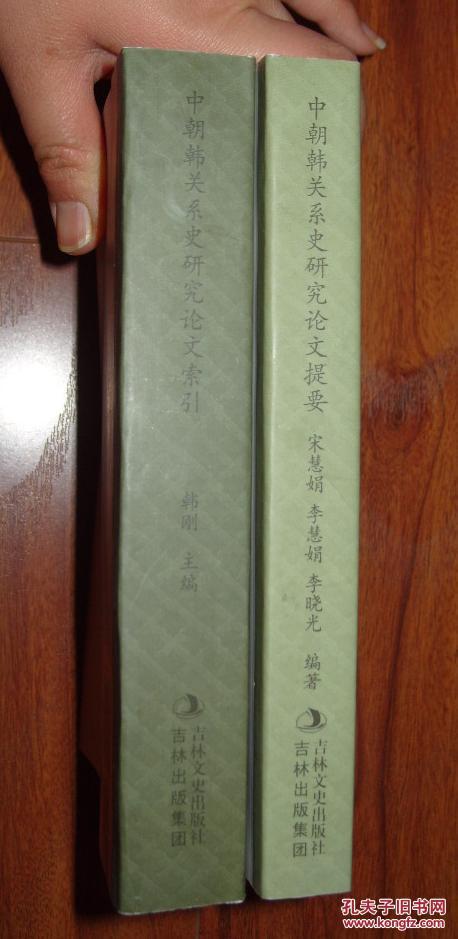 中朝韩关系史研究论文索引
韩刚 主编
吉林文史出版社
吉林出版集团
中朝韩关系史研究论文提要
宋慧娟 李慧娟 李晓光 编著
吉林文史出版社
吉林出版集团
孔夫子旧书网
www.kongfz.com